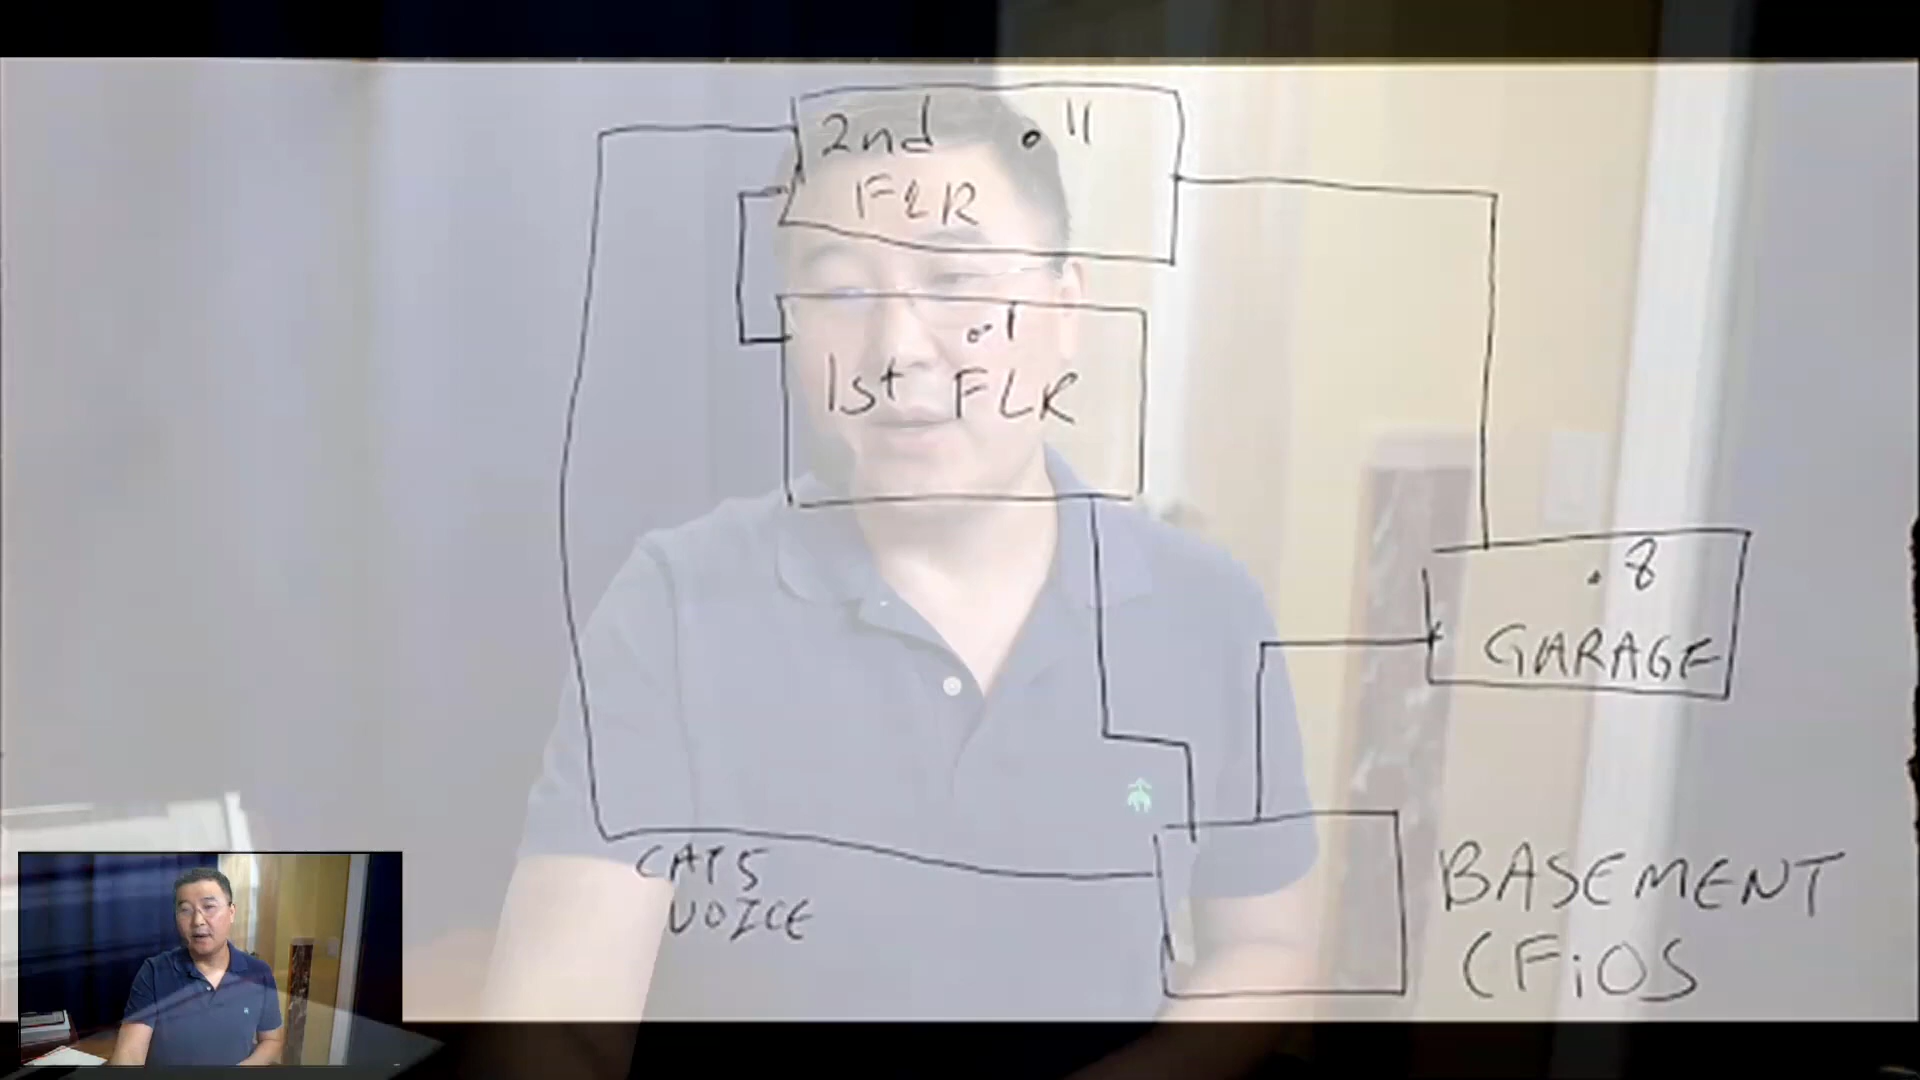 2nd .11
FLR
.1
1st FLR
.8
GARAGE
CAT5
VOICE
BASEMENT
(FiOS